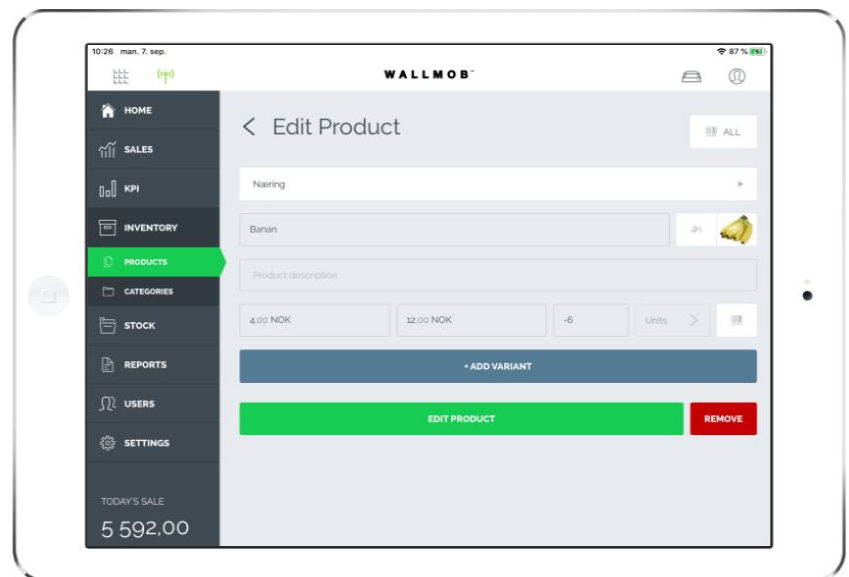 10:26 man. 7. sep.
87 %
WALLMOB
HOME
SALES
KPI
INVENTORY
PRODUCTS
CATEGORIES
STOCK
REPORTS
USERS
SETTINGS
TODAY'S SALE
5 592,00
Edit Product
ALL
Næring
Banan
Product description
4,00 NOK
12,00 NOK
-6
Units
+ ADD VARIANT
EDIT PRODUCT
REMOVE